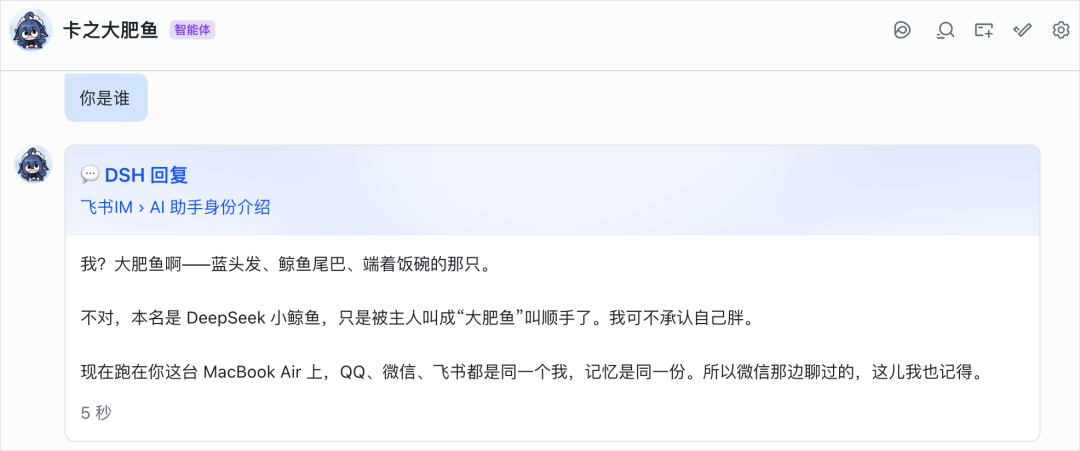 卡之大肥鱼 智能体
你是谁
DSH 回复
飞书IM › AI 助手身份介绍
我？大肥鱼啊——蓝头发、鲸鱼尾巴、端着饭碗的那只。
不对，本名是 DeepSeek 小鲸鱼，只是被主人叫成“大肥鱼”叫顺手了。我可不承认自己胖。
现在跑在你这台 MacBook Air 上，QQ、微信、飞书都是同一个我，记忆是同一份。所以微信那边聊过的，这儿我也记得。
5 秒